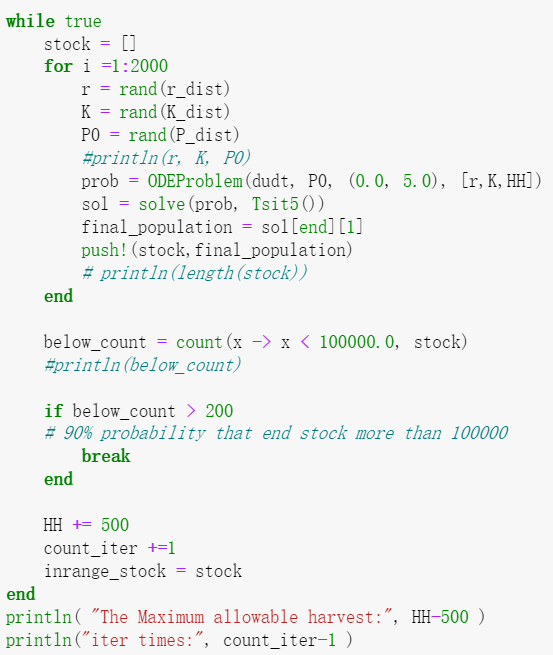 while true
    stock = []
    for i =1:2000
        r = rand(r_dist)
        K = rand(K_dist)
        P0 = rand(P_dist)
        #println(r, K, P0)
        prob = ODEProblem(dudt, P0, (0.0, 5.0), [r,K,HH])
        sol = solve(prob, Tsit5())
        final_population = sol[end][1]
        push!(stock,final_population)
        # println(length(stock))
    end

    below_count = count(x -> x < 100000.0, stock)
    #println(below_count)

    if below_count > 200
    # 90% probability that end stock more than 100000
        break
    end

    HH += 500
    count_iter +=1
    inrange_stock = stock
end
println( "The Maximum allowable harvest:", HH-500 )
println("iter times:", count_iter-1 )